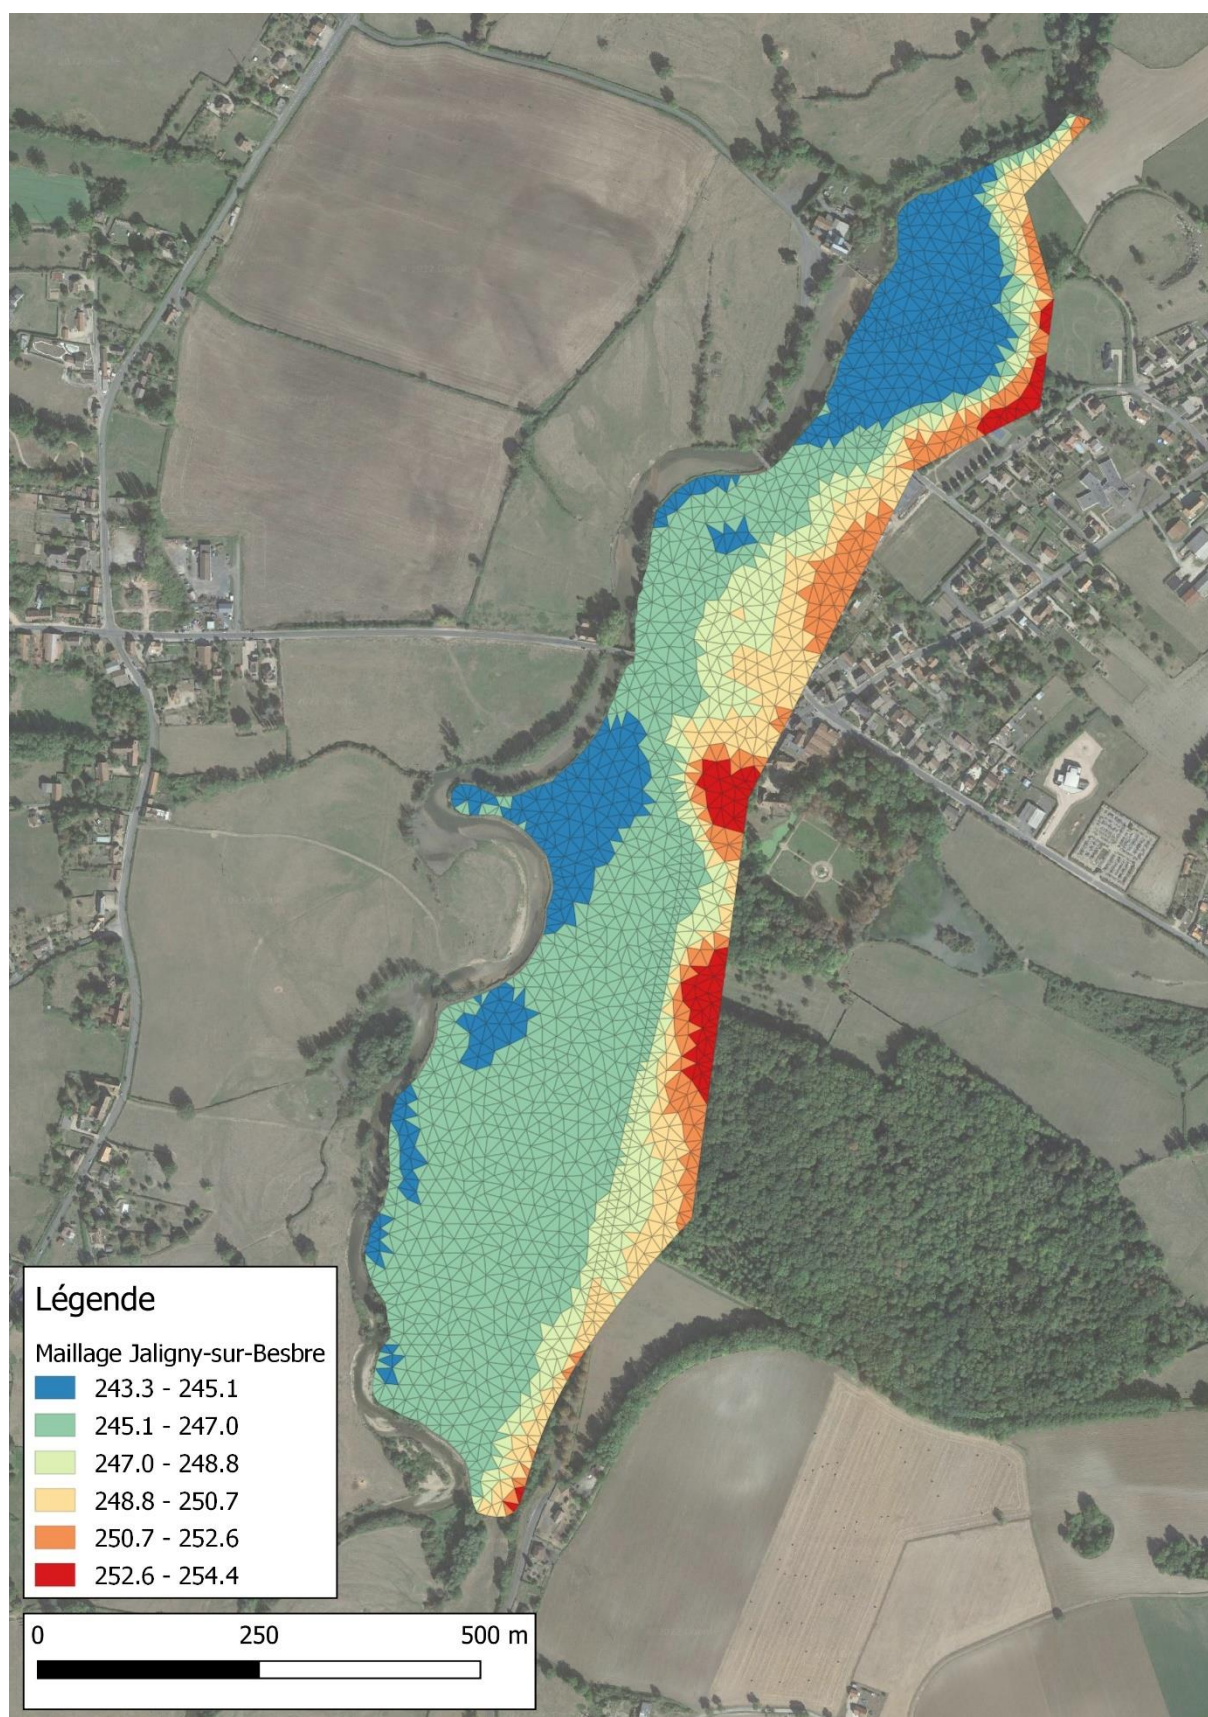 Légende
Maillage Jaligny-sur-Besbre
243.3 - 245.1
245.1 - 247.0
247.0 - 248.8
248.8 - 250.7
250.7 - 252.6
252.6 - 254.4
0 250 500 m